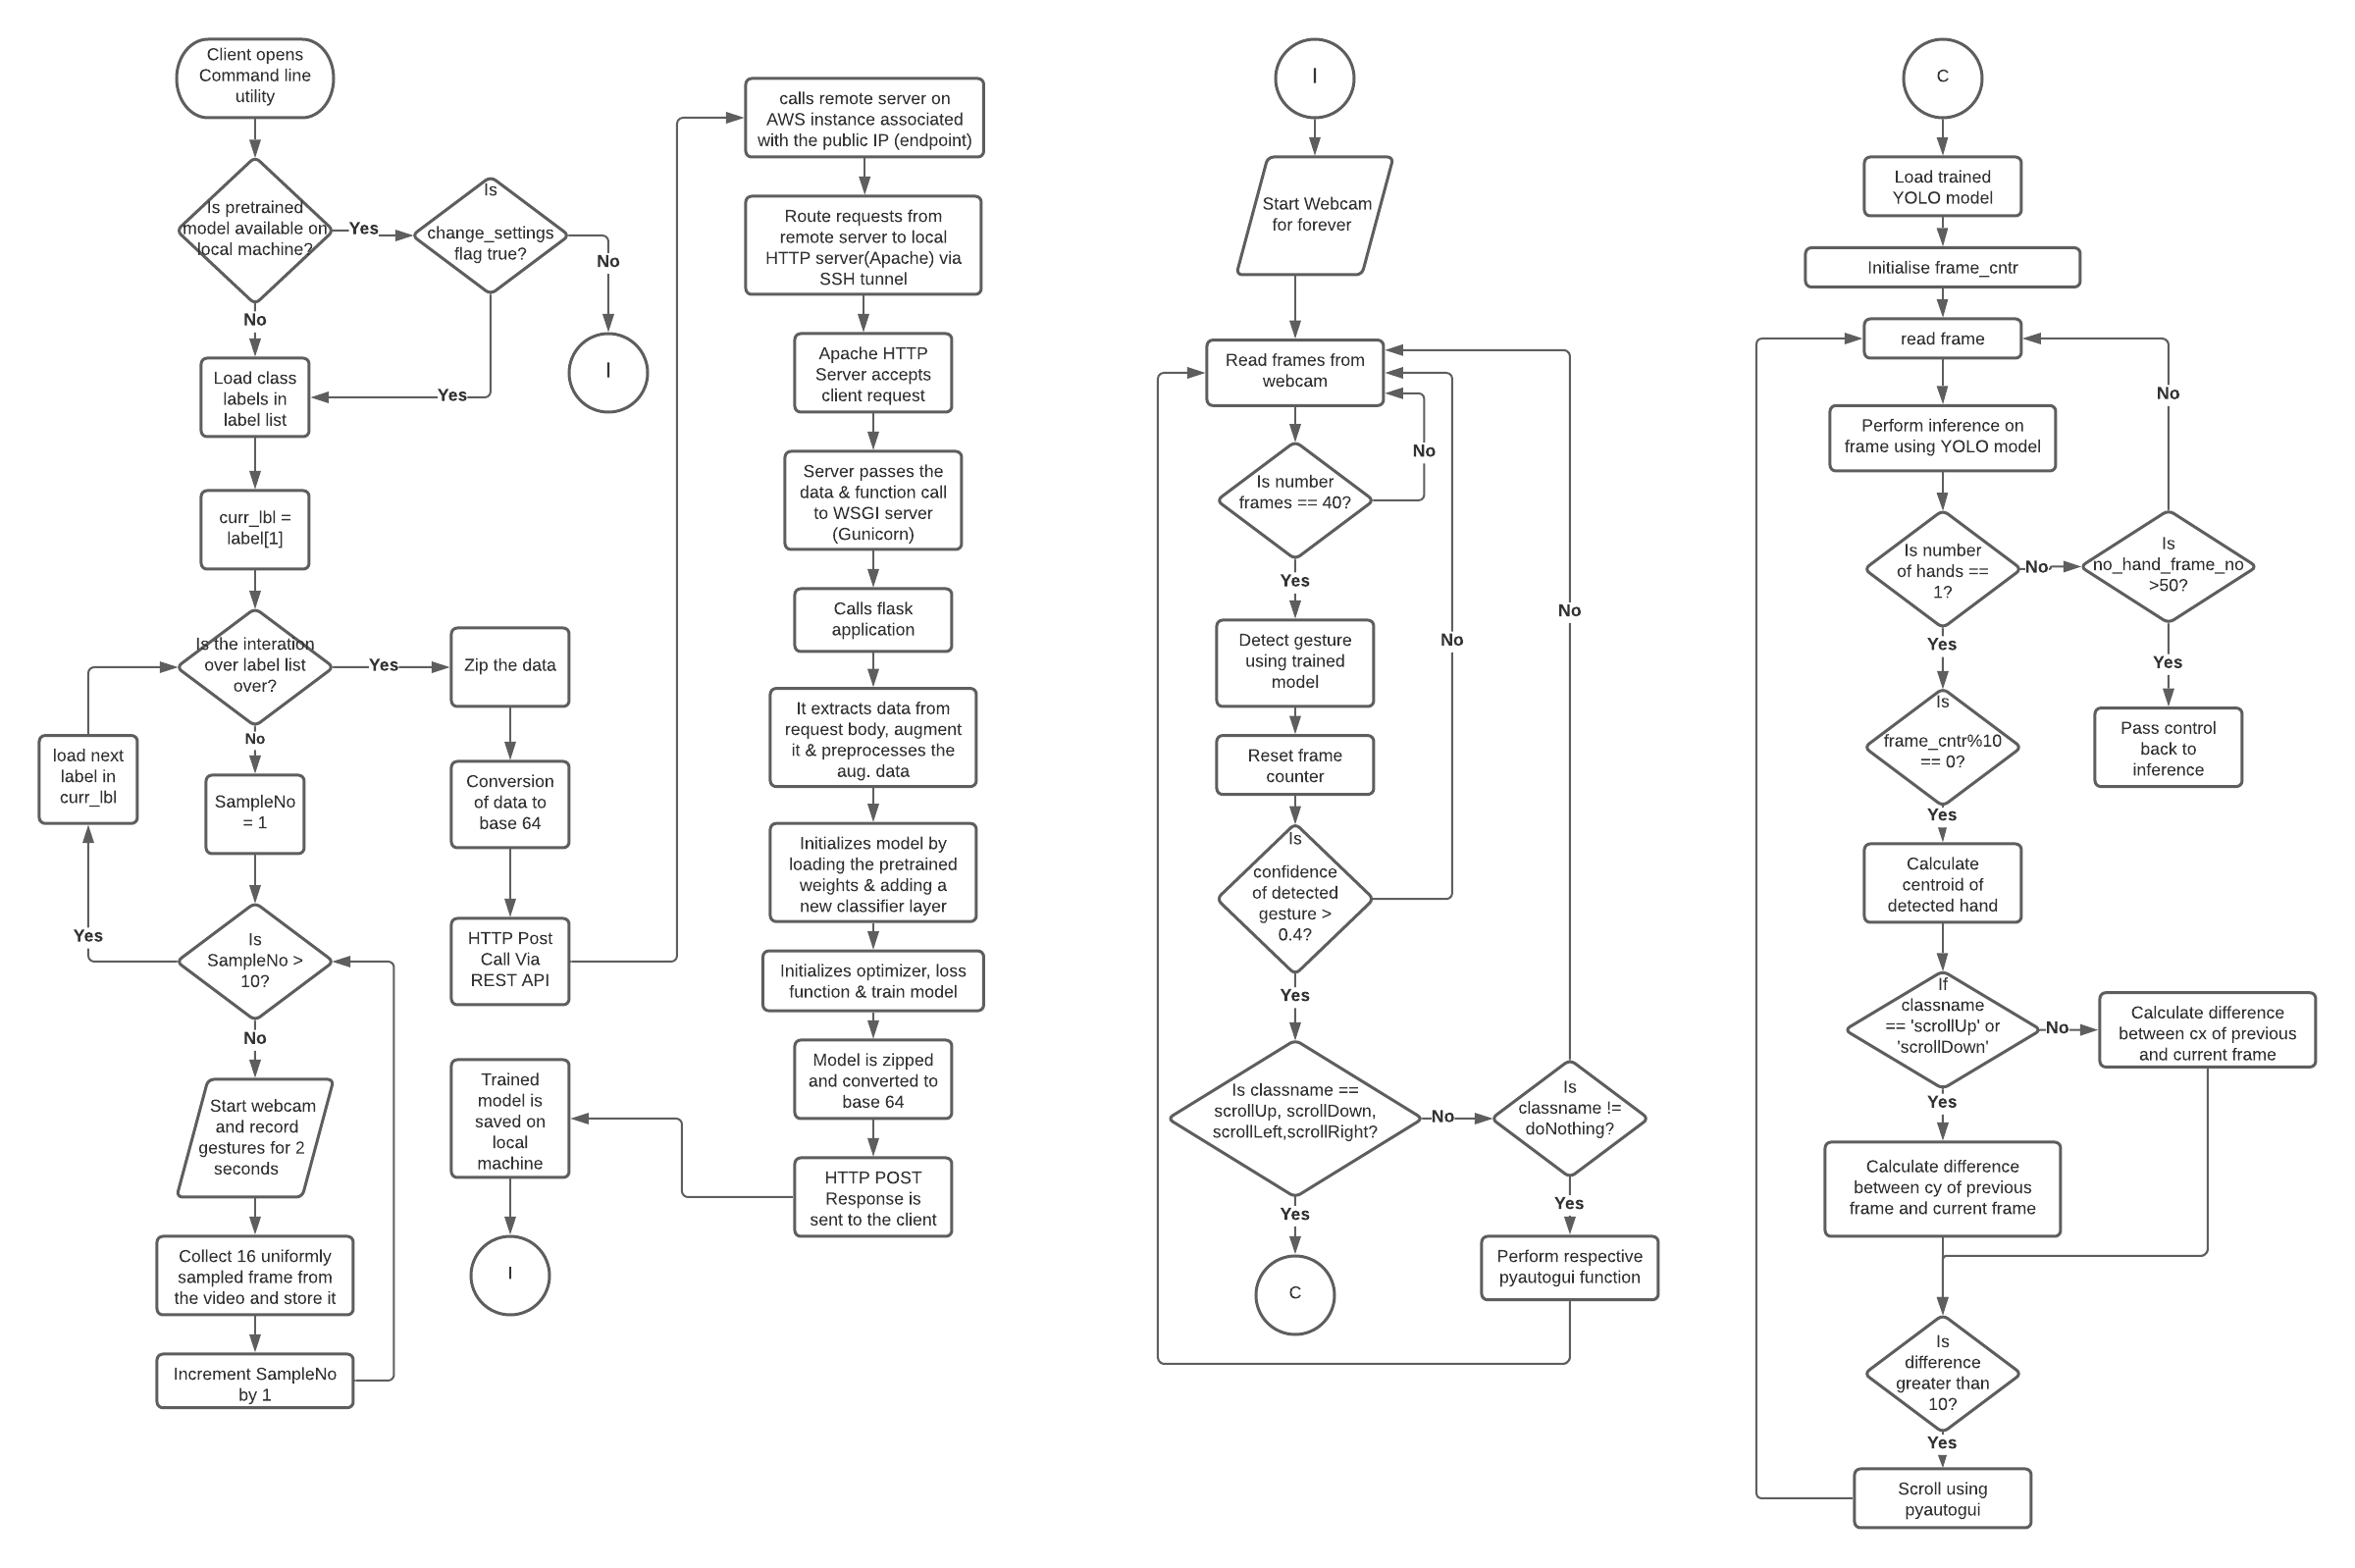 Client opens
Command line
utility
Is pretrained
model available on
local machine?
Yes
Is
change_settings
flag true?
No
I
No
Yes
Load class
labels in
label list
curr_lbl =
label[1]
Is the interation
over label list
over?
Yes
No
load next
label in
curr_lbl
SampleNo
= 1
Is
SampleNo >
10?
Yes
No
Start webcam
and record
gestures for 2
seconds
Collect 16 uniformly
sampled frame from
the video and store it
Increment SampleNo
by 1
Zip the data
Conversion
of data to
base 64
HTTP Post
Call Via
REST API
calls remote server on
AWS instance associated
with the public IP (endpoint)
Route requests from
remote server to local
HTTP server(Apache) via
SSH tunnel
Apache HTTP
Server accepts
client request
Server passes the
data & function call
to WSGI server
(Gunicorn)
Calls flask
application
It extracts data from
request body, augment
it & preprocesses the
aug. data
Initializes model by
loading the pretrained
weights & adding a
new classifier layer
Initializes optimizer, loss
function & train model
Model is zipped
and converted to
base 64
HTTP POST
Response is
sent to the client
Trained
model is
saved on
local
machine
I
I
Start Webcam
for forever
Read frames from
webcam
Is number
frames == 40?
No
Yes
Detect gesture
using trained
model
Reset frame
counter
Is
confidence
of detected
gesture >
0.4?
No
Yes
Is classname ==
scrollUp, scrollDown,
scrollLeft,scrollRight?
No
Is
classname !=
doNothing?
No
Yes
Perform respective
pyautogui function
Yes
C
C
Load trained
YOLO model
Initialise frame_cntr
read frame
Perform inference on
frame using YOLO model
Is number
of hands ==
1?
No
Is
no_hand_frame_no
>50?
No
Yes
Pass control
back to
inference
Yes
Is
frame_cntr%10
== 0?
Yes
Calculate
centroid of
detected hand
If
classname
== 'scrollUp' or
'scrollDown'
No
Calculate difference
between cx of previous
and current frame
Yes
Calculate difference
between cy of previous
frame and current frame
Is
difference
greater than
10?
Yes
Scroll using
pyautogui